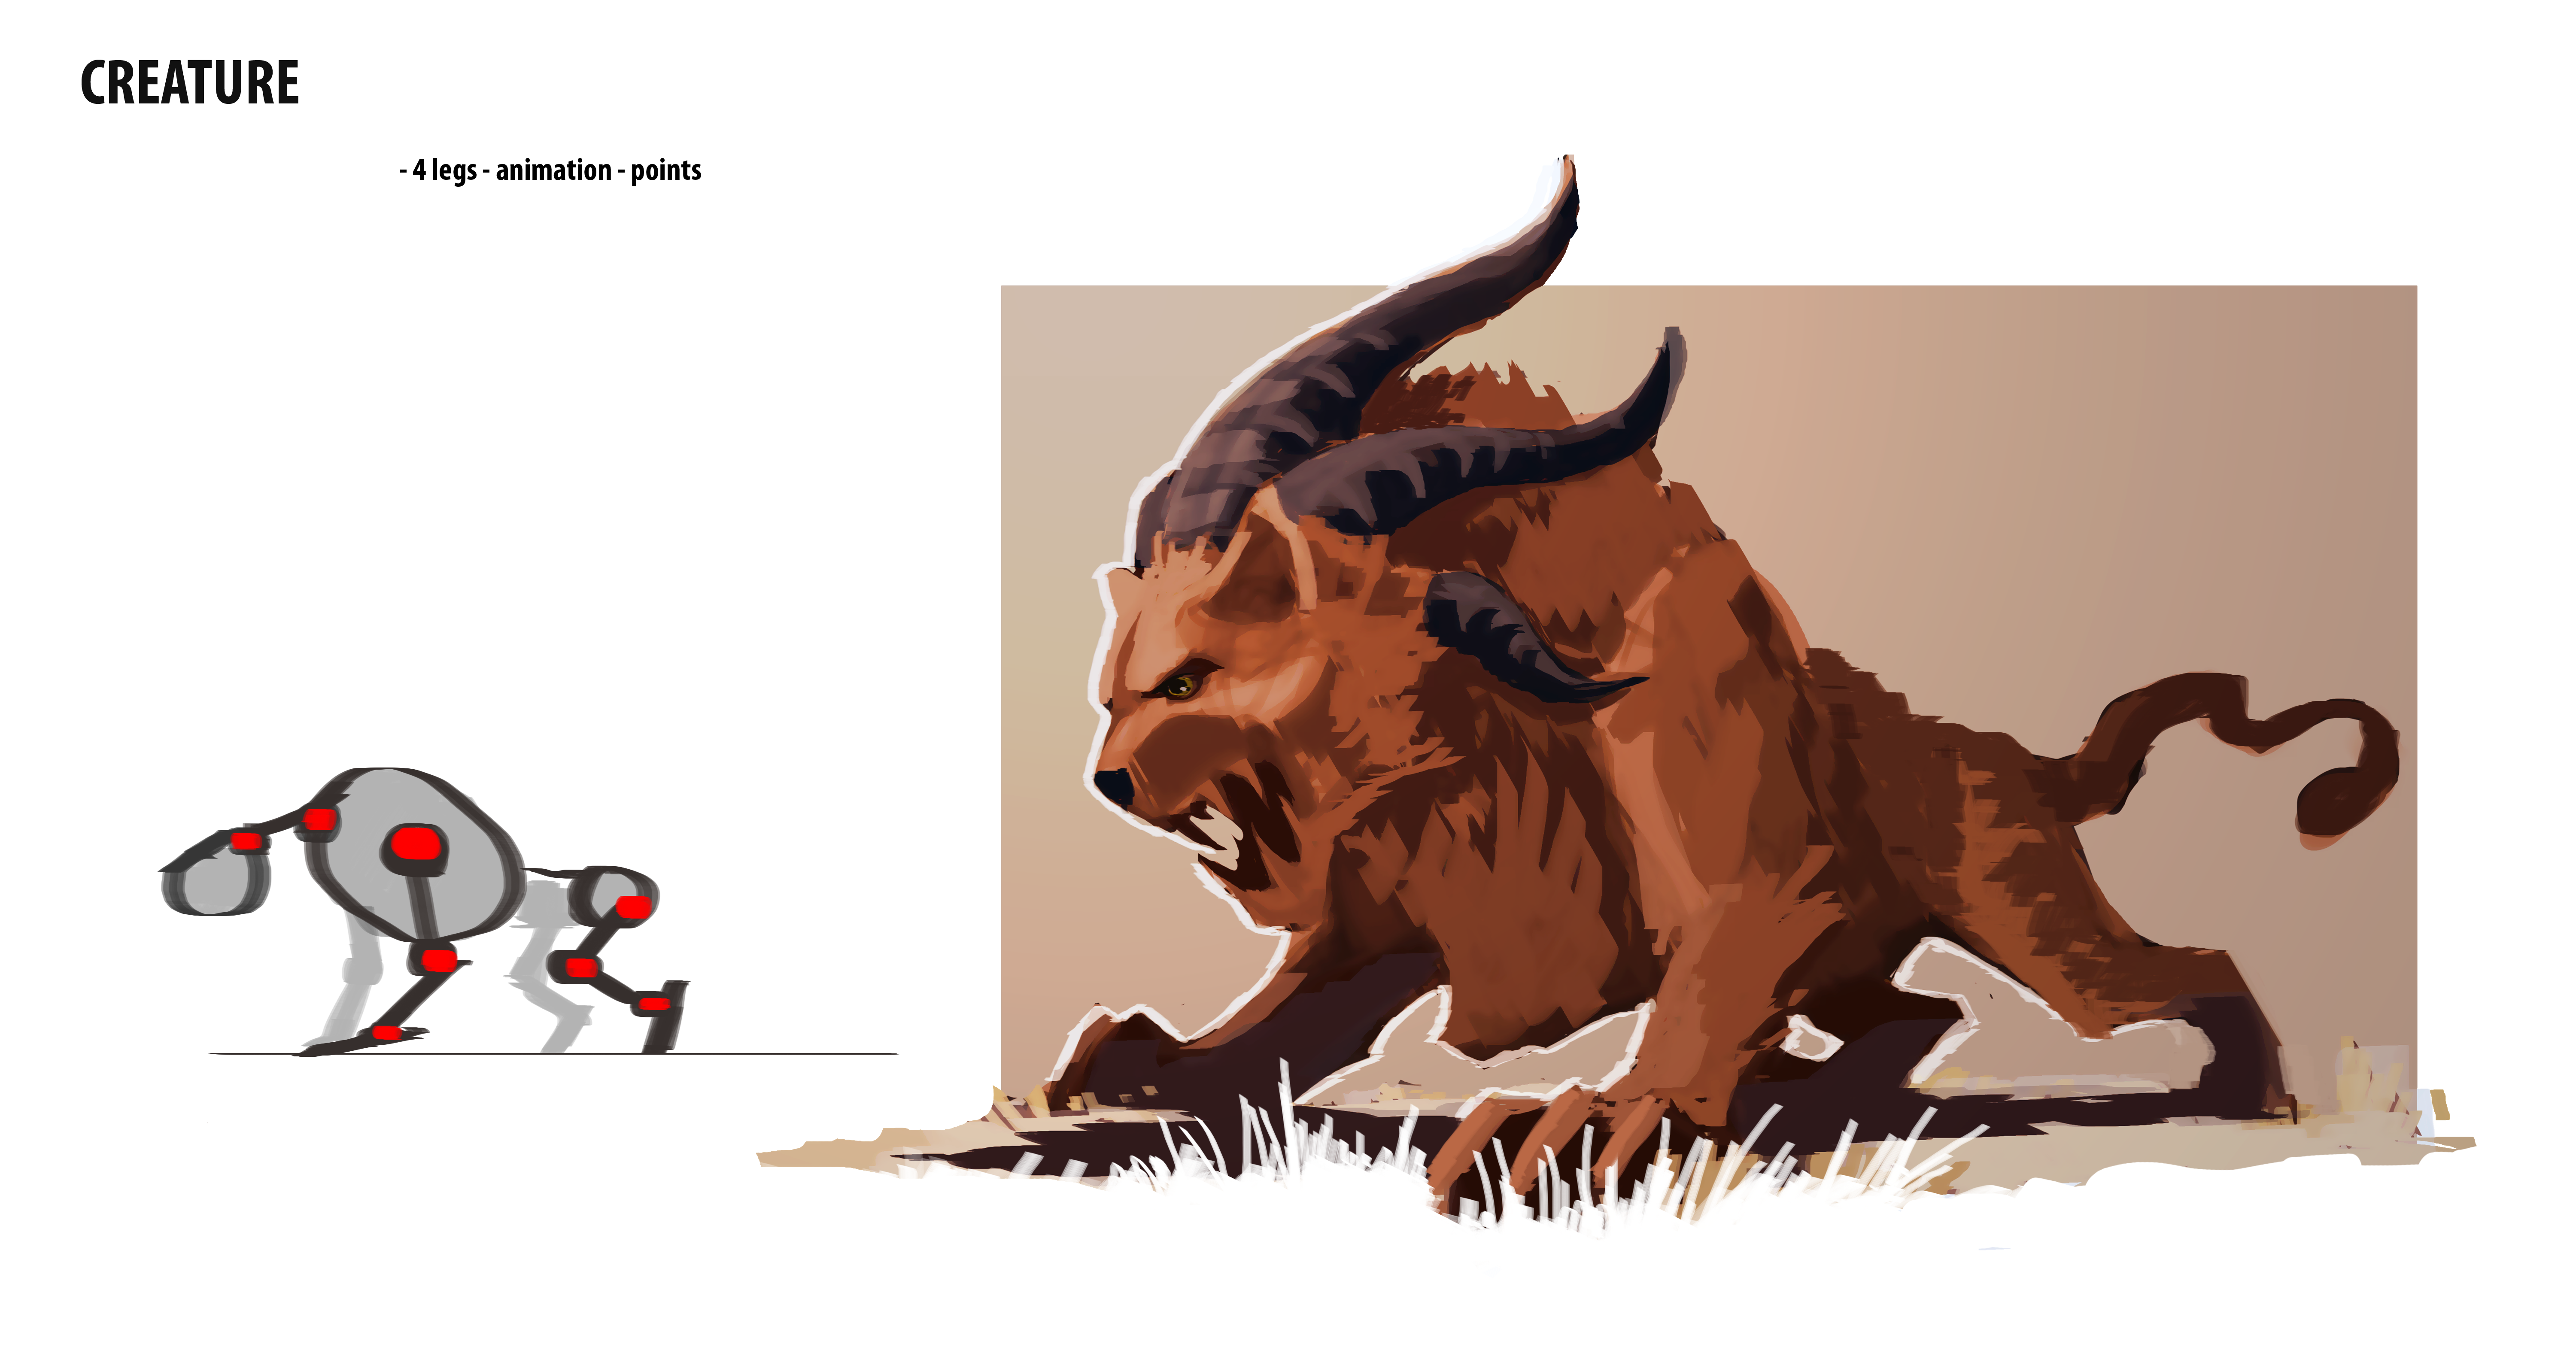 CREATURE
- 4 legs - animation - points